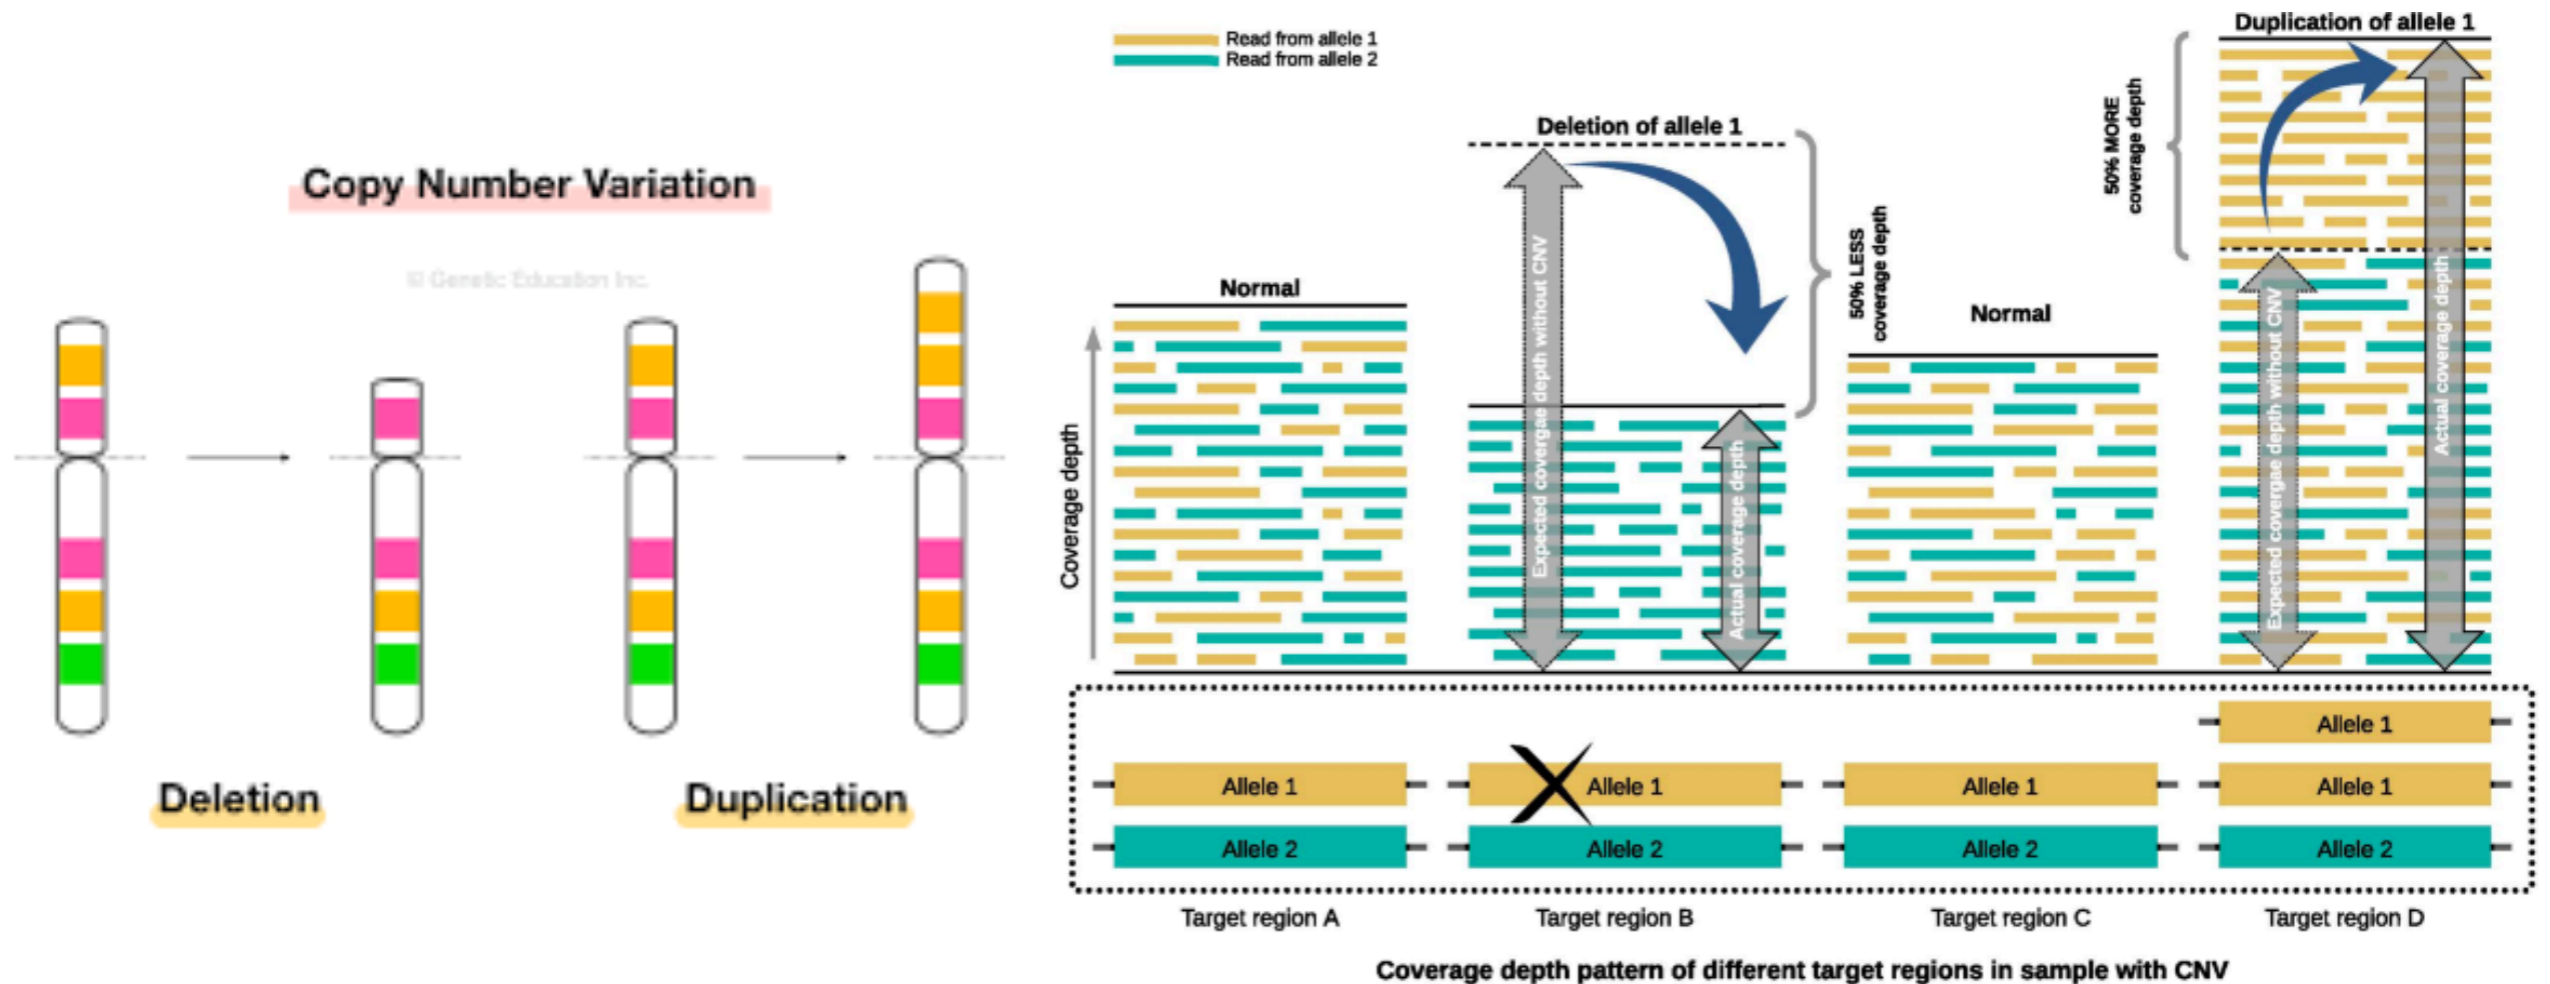 Copy Number Variation
© Genetic Education Inc.
Deletion
Duplication
Read from allele 1
Read from allele 2
Coverage depth
Normal
Deletion of allele 1
Expected covergae depth without CNV
Actual coverage depth
50% LESS
coverage depth
Normal
Duplication of allele 1
50% MORE
coverage depth
Expected covergae depth without CNV
Actual coverage depth
Allele 1
Allele 1
Allele 1
Allele 1
Allele 1
Allele 2
Allele 2
Allele 2
Allele 2
Target region A
Target region B
Target region C
Target region D
Coverage depth pattern of different target regions in sample with CNV